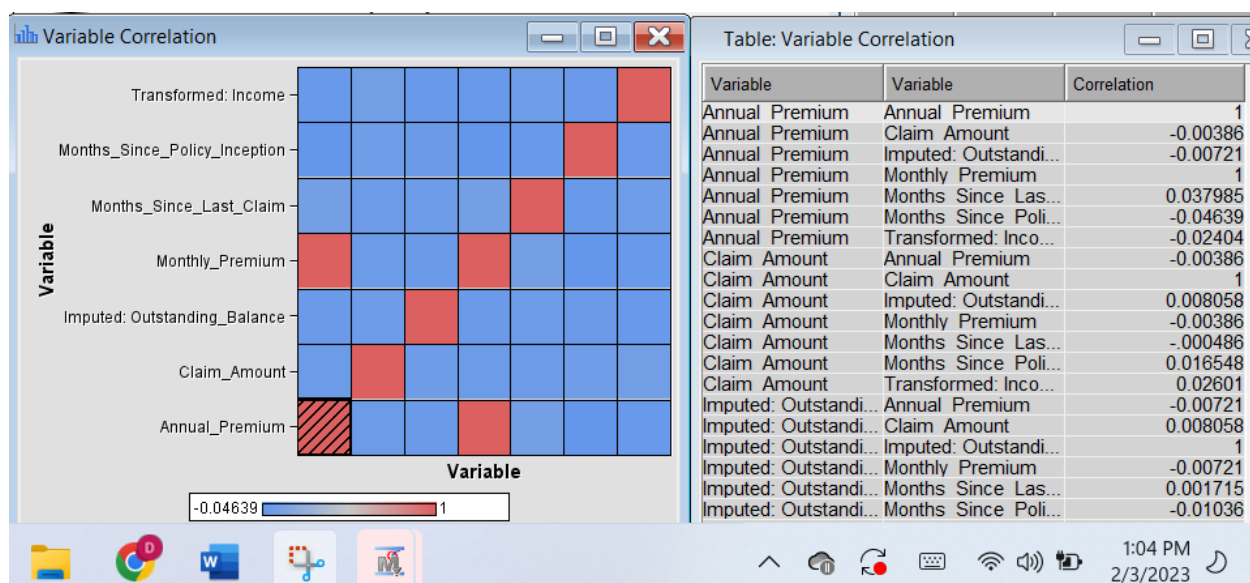 Variable Correlation
Transformed: Income
Months_Since_Policy_Inception
Months_Since_Last_Claim
Monthly_Premium
Imputed: Outstanding_Balance
Claim_Amount
Annual_Premium
Variable
Variable
-0.04639 1
Table: Variable Correlation
Variable Variable Correlation
Annual Premium Annual Premium 1
Annual Premium Claim Amount -0.00386
Annual Premium Imputed: Outstandi... -0.00721
Annual Premium Monthly Premium 1
Annual Premium Months Since Las... 0.037985
Annual Premium Months Since Poli... -0.04639
Annual Premium Transformed: Inco... -0.02404
Claim Amount Annual Premium -0.00386
Claim Amount Claim Amount 1
Claim Amount Imputed: Outstandi... 0.008058
Claim Amount Monthly Premium -0.00386
Claim Amount Months Since Las... -.000486
Claim Amount Months Since Poli... 0.016548
Claim Amount Transformed: Inco... 0.02601
Imputed: Outstandi... Annual Premium -0.00721
Imputed: Outstandi... Claim Amount 0.008058
Imputed: Outstandi... Imputed: Outstandi... 1
Imputed: Outstandi... Monthly Premium -0.00721
Imputed: Outstandi... Months Since Las... 0.001715
Imputed: Outstandi... Months Since Poli... -0.01036
D
W
M
1:04 PM
2/3/2023